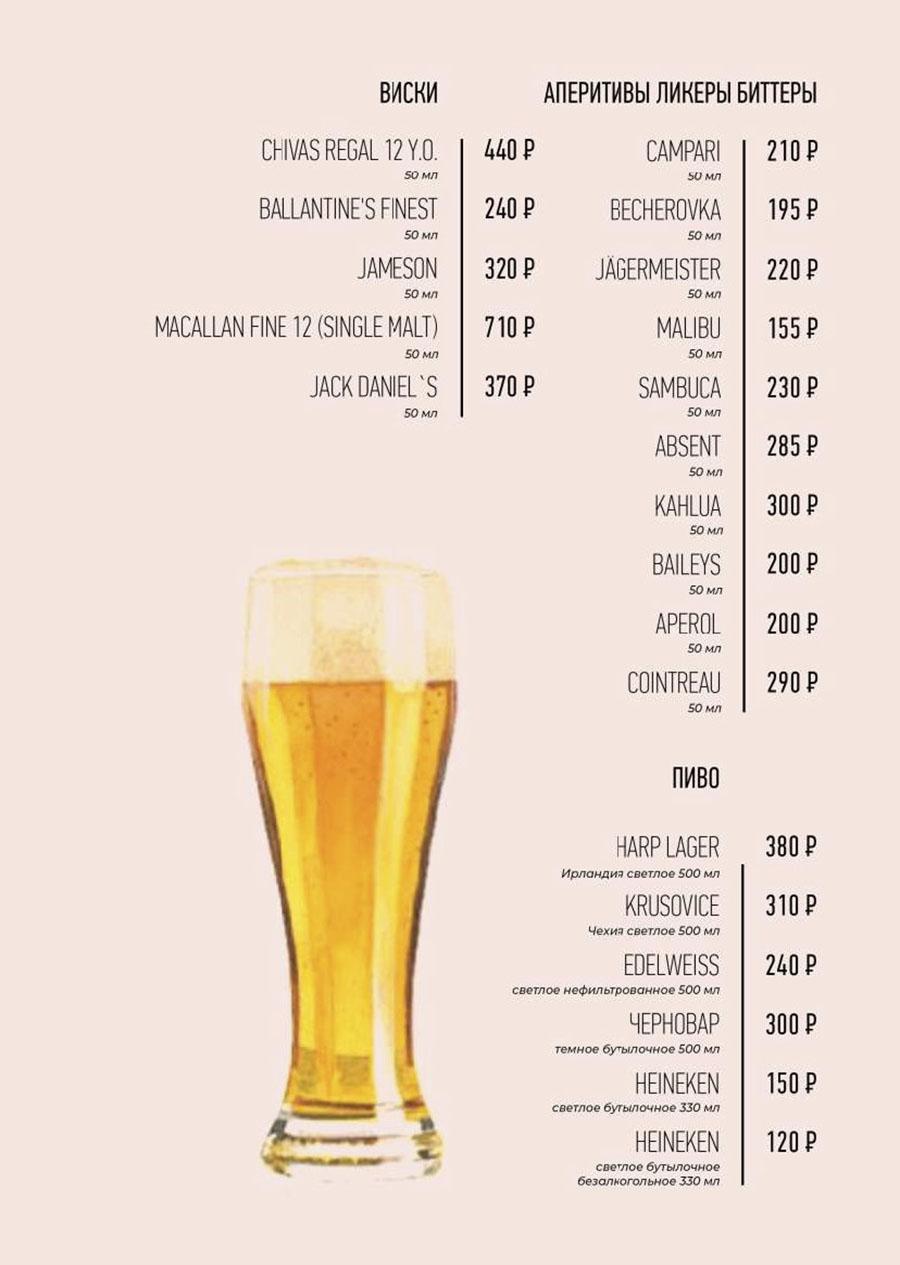 ВИСКИ
CHIVAS REGAL 12 Y.O. 440 ₽
50 мл
BALLANTINE'S FINEST 240 ₽
50 мл
JAMESON 320 ₽
50 мл
MACALLAN FINE 12 (SINGLE MALT) 710 ₽
50 мл
JACK DANIEL`S 370 ₽
50 мл
АПЕРИТИВЫ ЛИКЕРЫ БИТТЕРЫ
CAMPARI 210 ₽
50 мл
BECHEROVKA 195 ₽
50 мл
JÄGERMEISTER 220 ₽
50 мл
MALIBU 155 ₽
50 мл
SAMBUCA 230 ₽
50 мл
ABSENT 285 ₽
50 мл
KAHLUA 300 ₽
50 мл
BAILEYS 200 ₽
50 мл
APEROL 200 ₽
50 мл
COINTREAU 290 ₽
50 мл
ПИВО
HARP LAGER 380 ₽
Ирландия светлое 500 мл
KRUSOVICE 310 ₽
Чехия светлое 500 мл
EDELWEISS 240 ₽
светлое нефильтрованное 500 мл
ЧЕРНОВАР 300 ₽
темное бутылочное 500 мл
HEINEKEN 150 ₽
светлое бутылочное 330 мл
HEINEKEN 120 ₽
светлое бутылочное
безалкогольное 330 мл